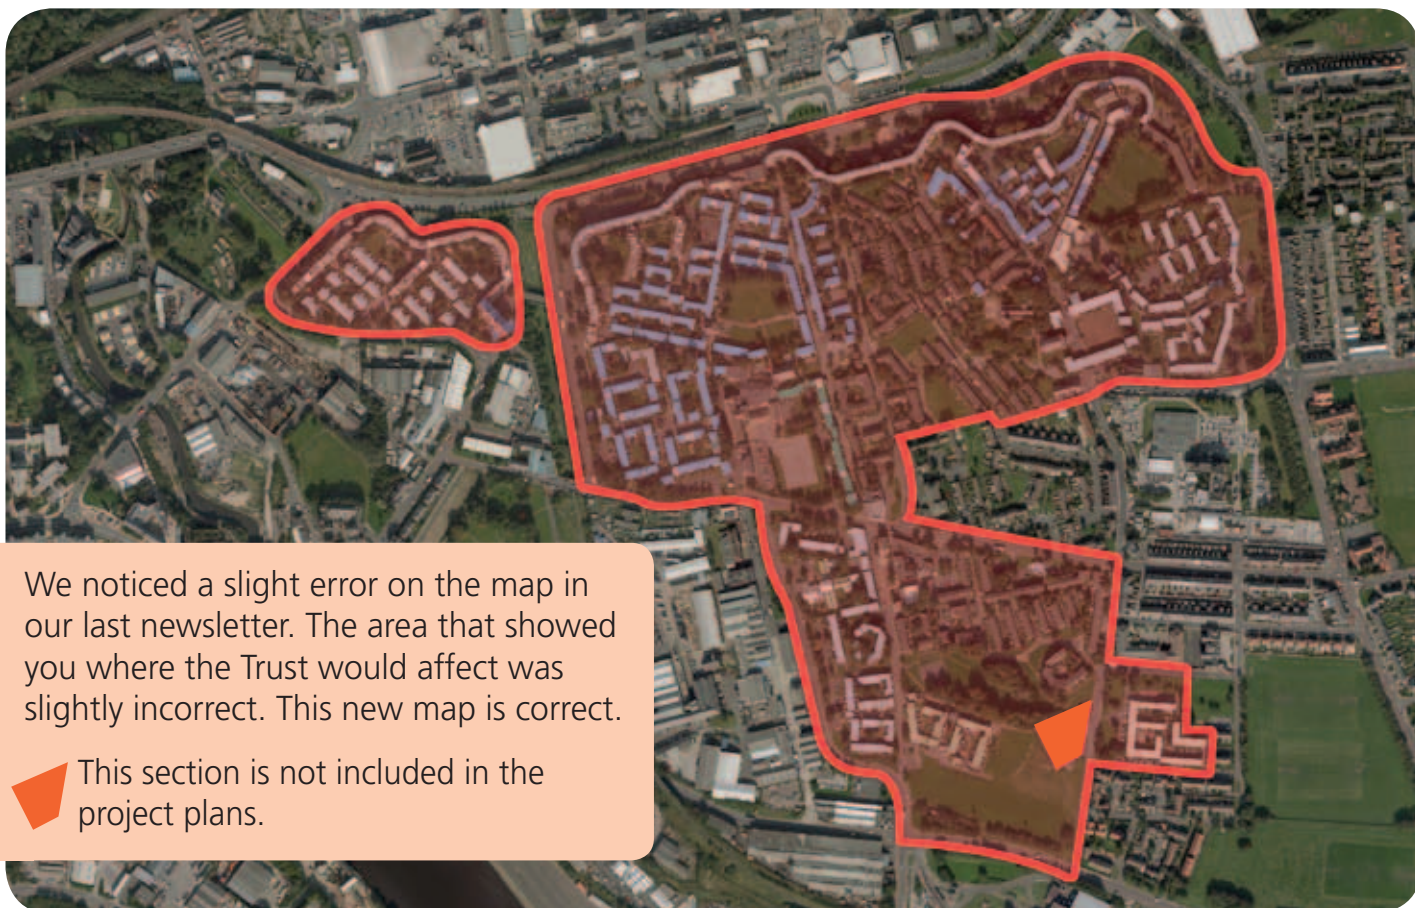 We noticed a slight error on the map in
our last newsletter. The area that showed
you where the Trust would affect was
slightly incorrect. This new map is correct.
This section is not included in the
project plans.